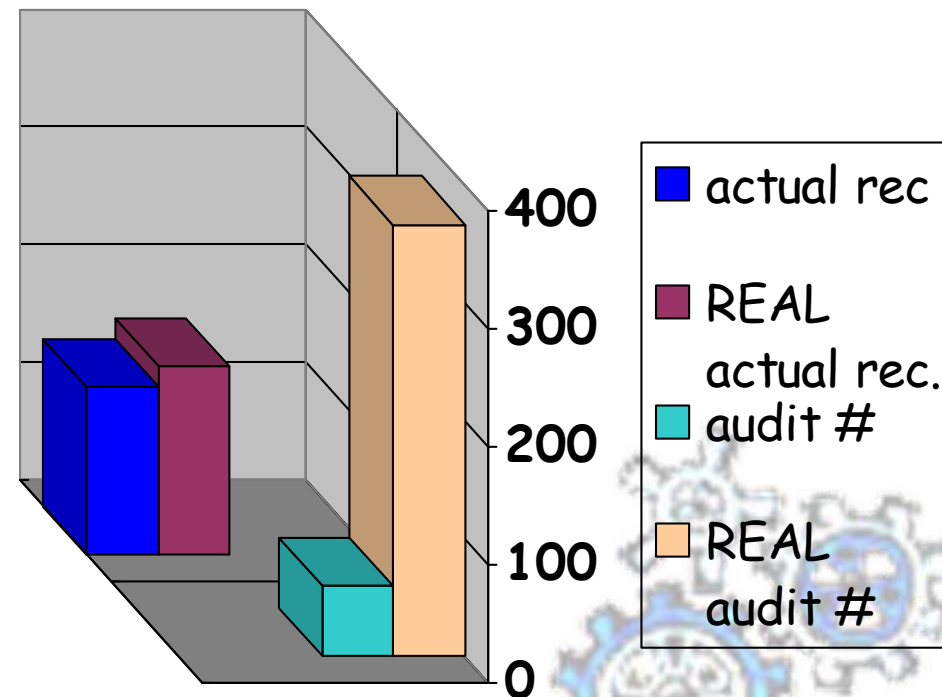 400
300
200
100
0
actual rec
REAL
actual rec.
audit #
REAL
audit #